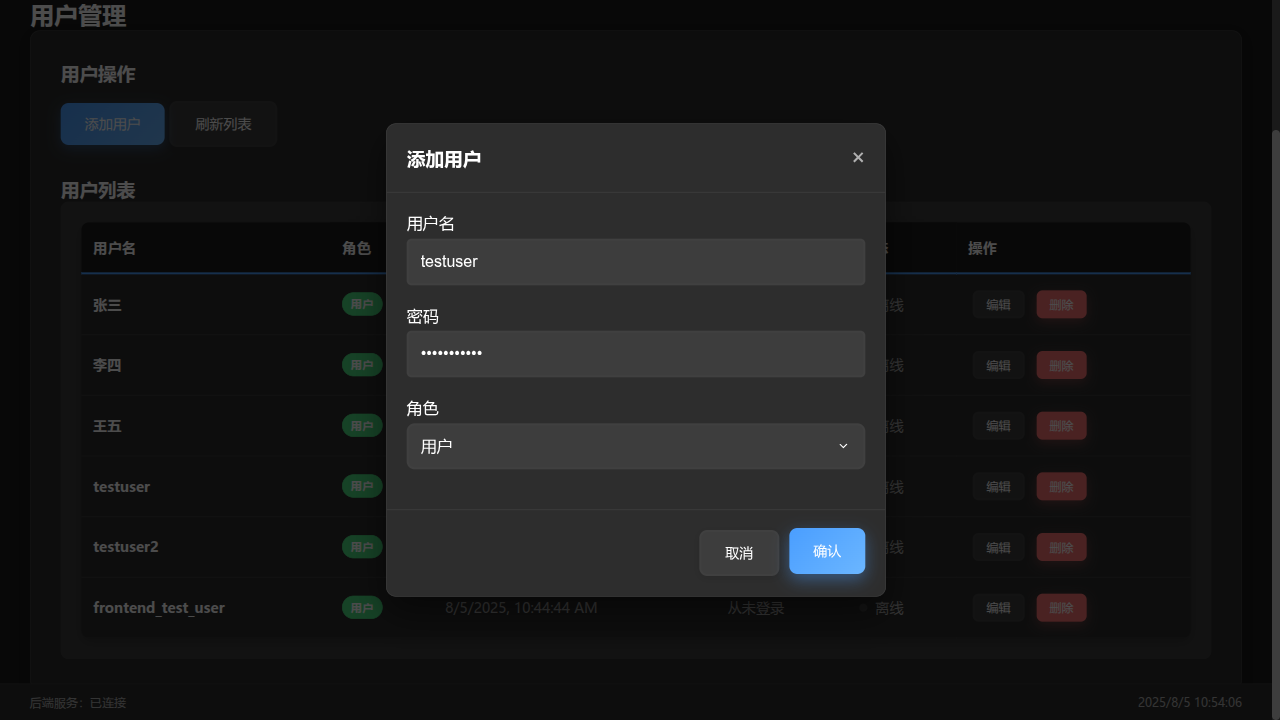 用户管理
用户操作
添加用户 刷新列表
用户列表
用户名 角色 操作
张三 用户 离线 编辑 删除
李四 用户 离线 编辑 删除
王五 用户 离线 编辑 删除
testuser 用户 离线 编辑 删除
testuser2 用户 离线 编辑 删除
frontend_test_user 用户 8/5/2025, 10:44:44 AM 从未登录 离线 编辑 删除
添加用户 ×
用户名
testuser
密码
•••••••••••
角色
用户
取消 确认
后端服务：已连接 2025/8/5 10:54:06